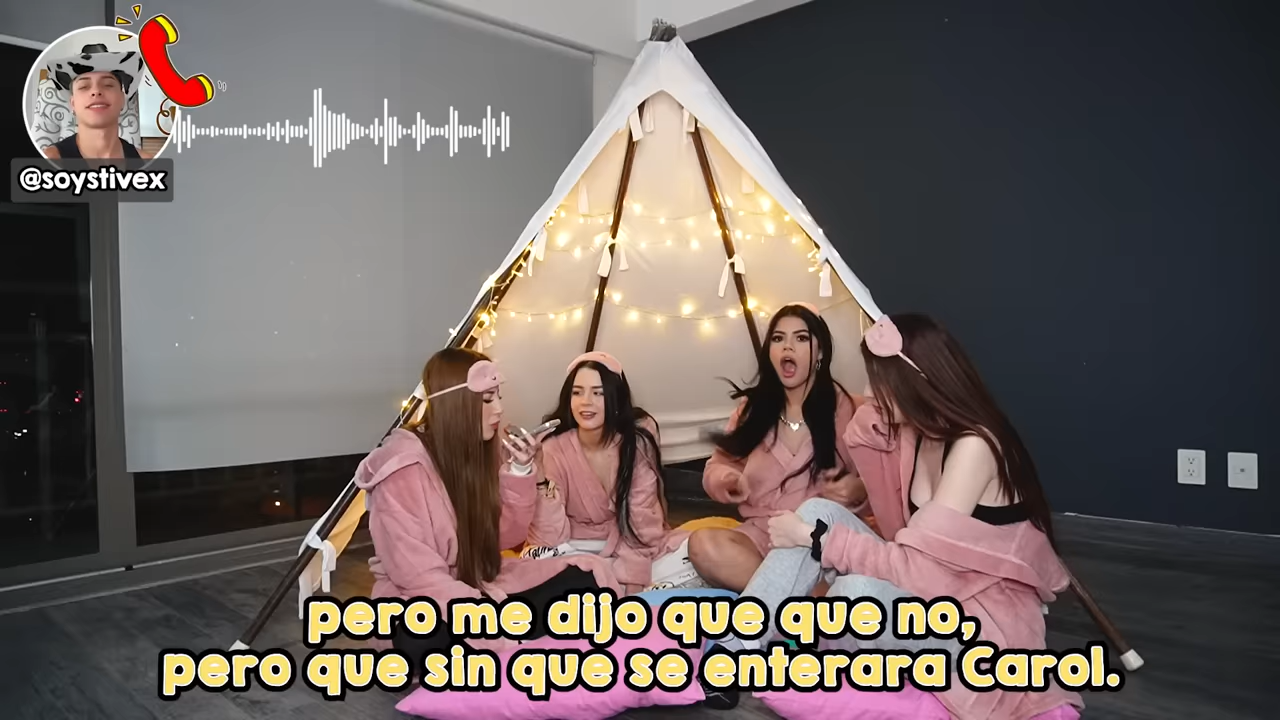 @soystivex
pero me dijo que que no,
pero que sin que se enterara Carol.